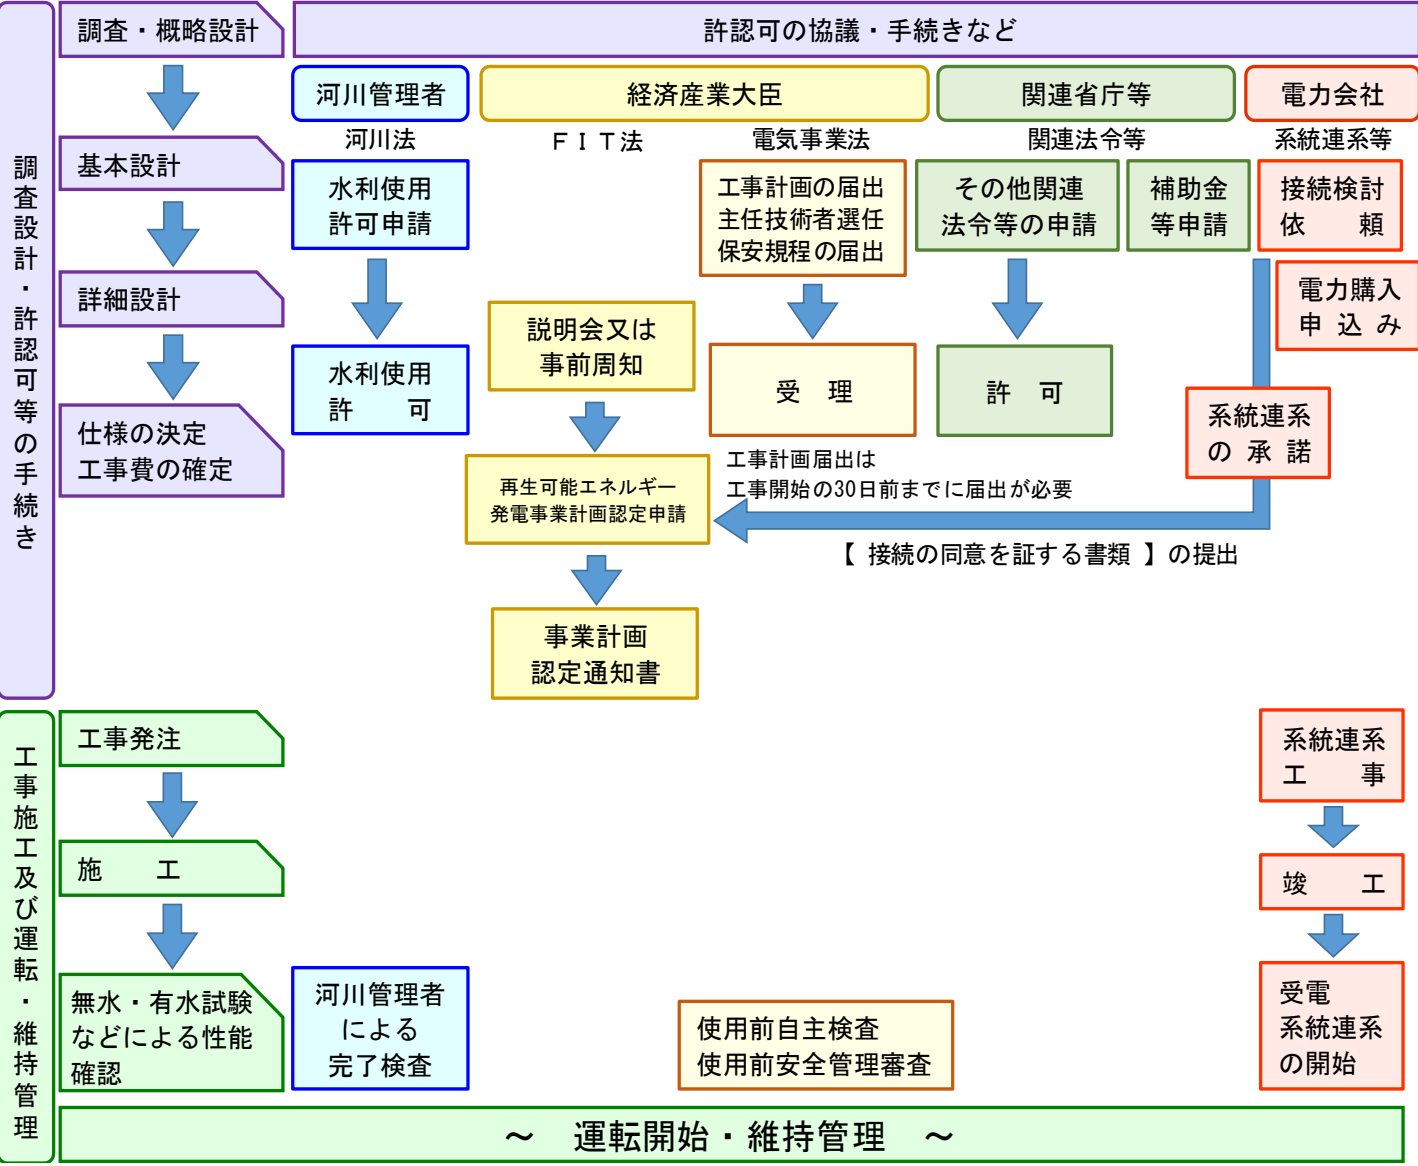 調査設計・許認可等の手続き
調査・概略設計
基本設計
詳細設計
仕様の決定
工事費の確定
許認可の協議・手続きなど
河川管理者
河川法
水利使用
許可申請
水利使用
許　　可
経済産業大臣
ＦＩＴ法
説明会又は
事前周知
再生可能エネルギー
発電事業計画認定申請
事業計画
認定通知書
電気事業法
工事計画の届出
主任技術者選任
保安規程の届出
受　理
工事計画届出は
工事開始の30日前までに届出が必要
関連省庁等
関連法令等
その他関連
法令等の申請
許　可
補助金
等申請
電力会社
系統連系等
接続検討
依　　頼
電力購入
申 込 み
系統連系
の 承 諾
【 接続の同意を証する書類 】の提出
工事施工及び運転・維持管理
工事発注
施　　工
無水・有水試験
などによる性能
確認
河川管理者
による
完了検査
使用前自主検査
使用前安全管理審査
系統連系
工　　事
竣　　工
受電
系統連系
の開始
～　運転開始・維持管理　～